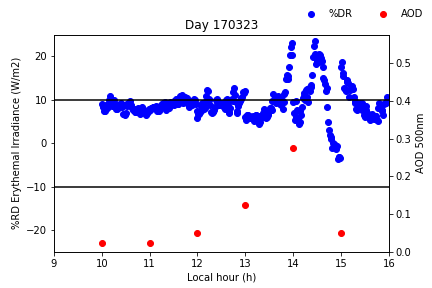 %DR AOD
Day 170323
%RD Erythemal Irradiance (W/m2)
20
10
0
−10
−20
0.5
0.4
0.3
0.2
0.1
0.0
AOD 500nm
9 10 11 12 13 14 15 16
Local hour (h)